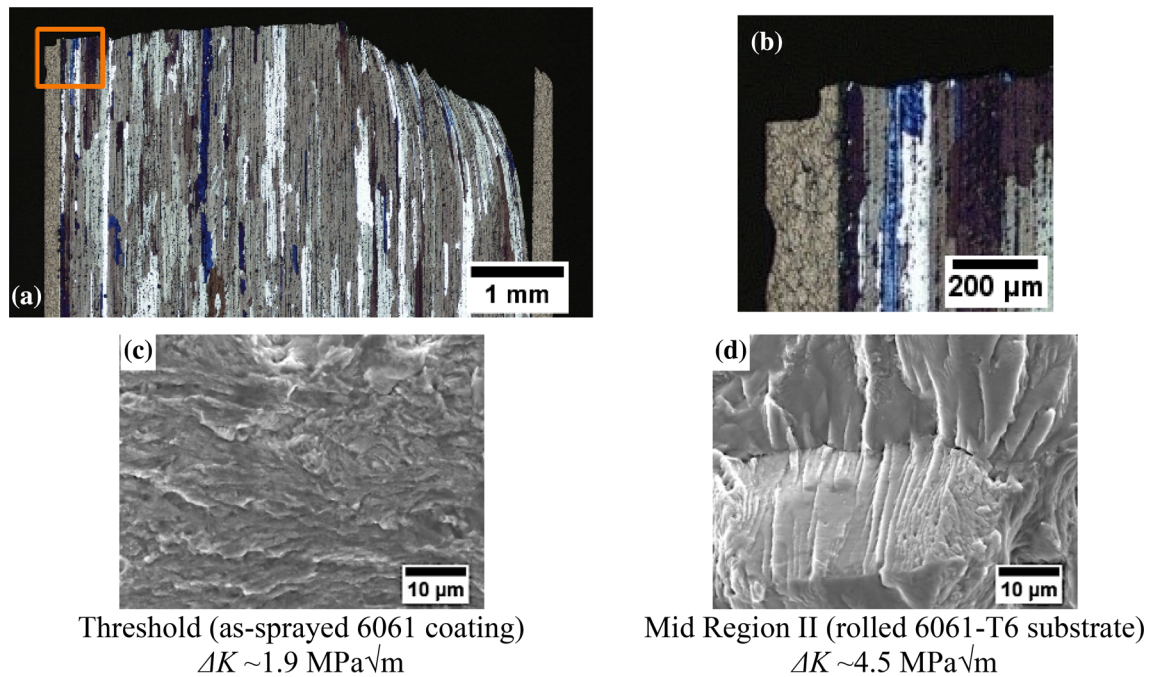 (a)
1 mm
(b)
200 µm
(c)
10 µm
Threshold (as-sprayed 6061 coating)
ΔK ~1.9 MPa√m
(d)
10 µm
Mid Region II (rolled 6061-T6 substrate)
ΔK ~4.5 MPa√m